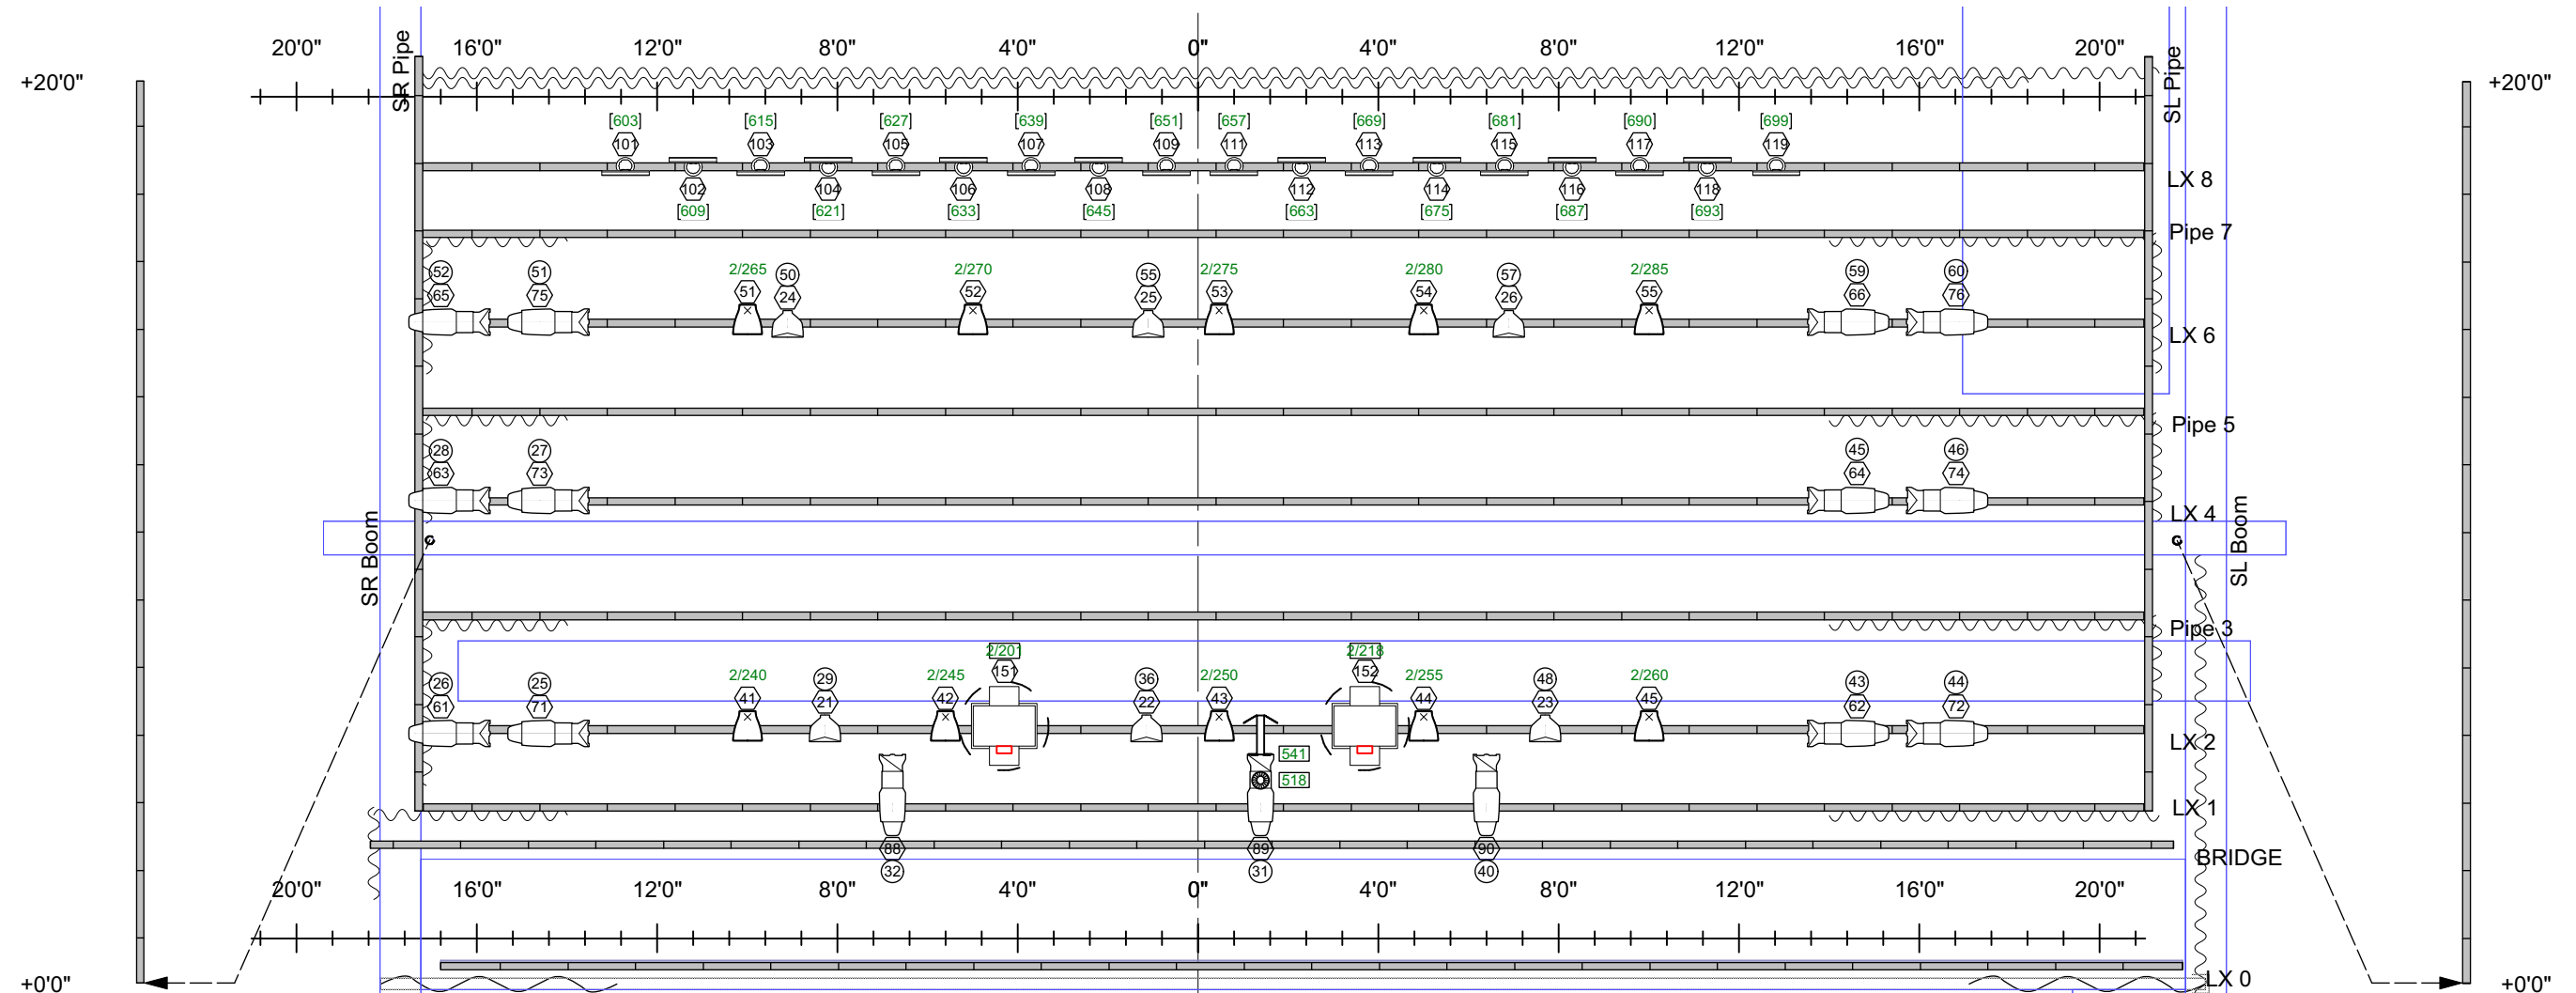 20'0" 16'0" 12'0" 8'0" 4'0" 0" 4'0" 8'0" 12'0" 16'0" 20'0"
SR Pipe
SL Pipe
+20'0" +20'0"
[603] [615] [627] [639] [651] [657] [669] [681] [690] [699]
101 103 105 107 109 111 113 115 117 119
LX 8
102 104 106 108 112 114 116 118
[609] [621] [633] [645] [663] [675] [687] [693]
Pipe 7
52 51 2/265 50 2/270 55 2/275 2/280 57 2/285 59 60
65 75 51 24 52 25 53 54 26 55 66 76
LX 6
Pipe 5
28 27 45 46
63 73 64 74
LX 4
SR Boom
SL Boom
Pipe 3
2/201 2/218
151 152
26 25 2/240 29 2/245 36 2/250 2/255 48 2/260 43 44
61 71 41 21 42 22 43 44 23 45 62 72
LX 2
541
518
LX 1
88 89 90
BRIDGE
32 31 40
20'0" 16'0" 12'0" 8'0" 4'0" 0" 4'0" 8'0" 12'0" 16'0" 20'0"
LX 0
+0'0" +0'0"